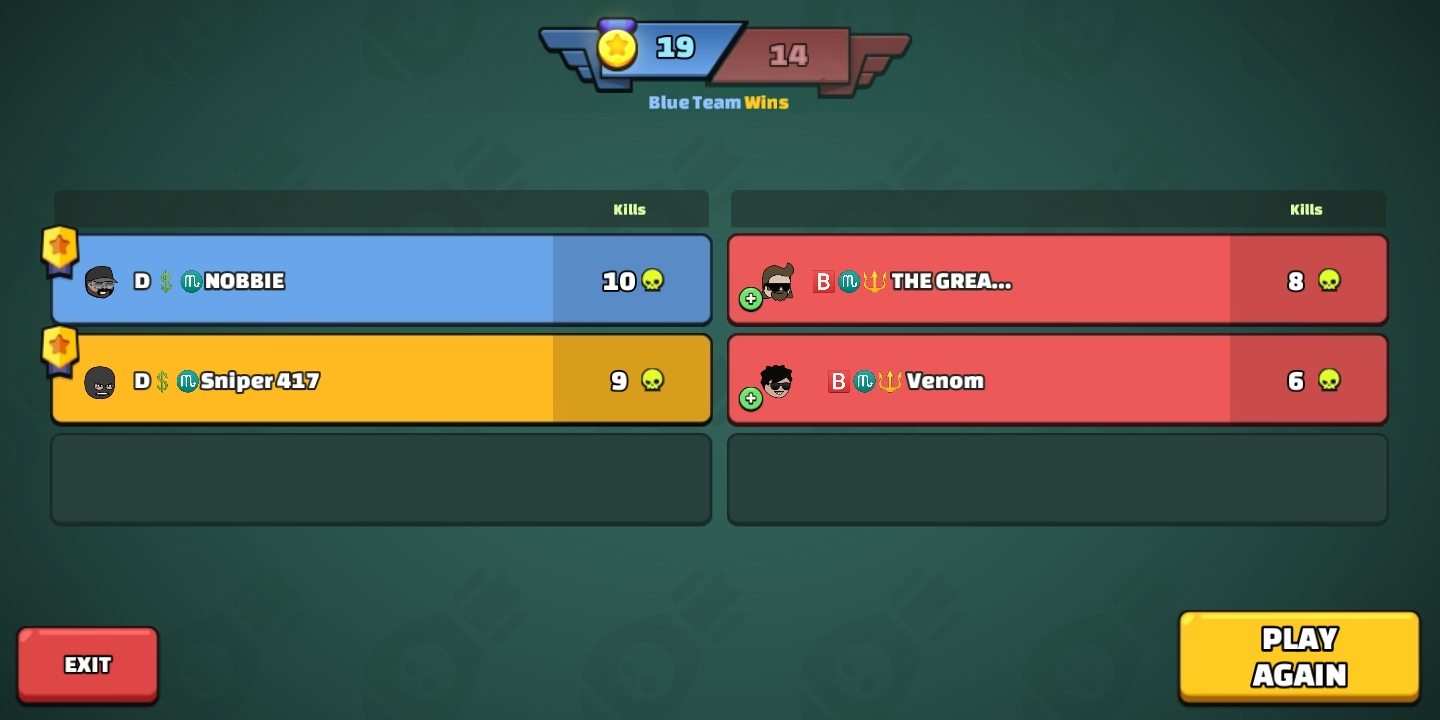 19 14
Blue Team Wins
Kills
D 💲 ♏NOBBIE 10
D 💲 ♏Sniper 417 9
Kills
🅱♏🔱THE GREA... 8
🅱♏🔱Venom 6
EXIT
PLAY
AGAIN